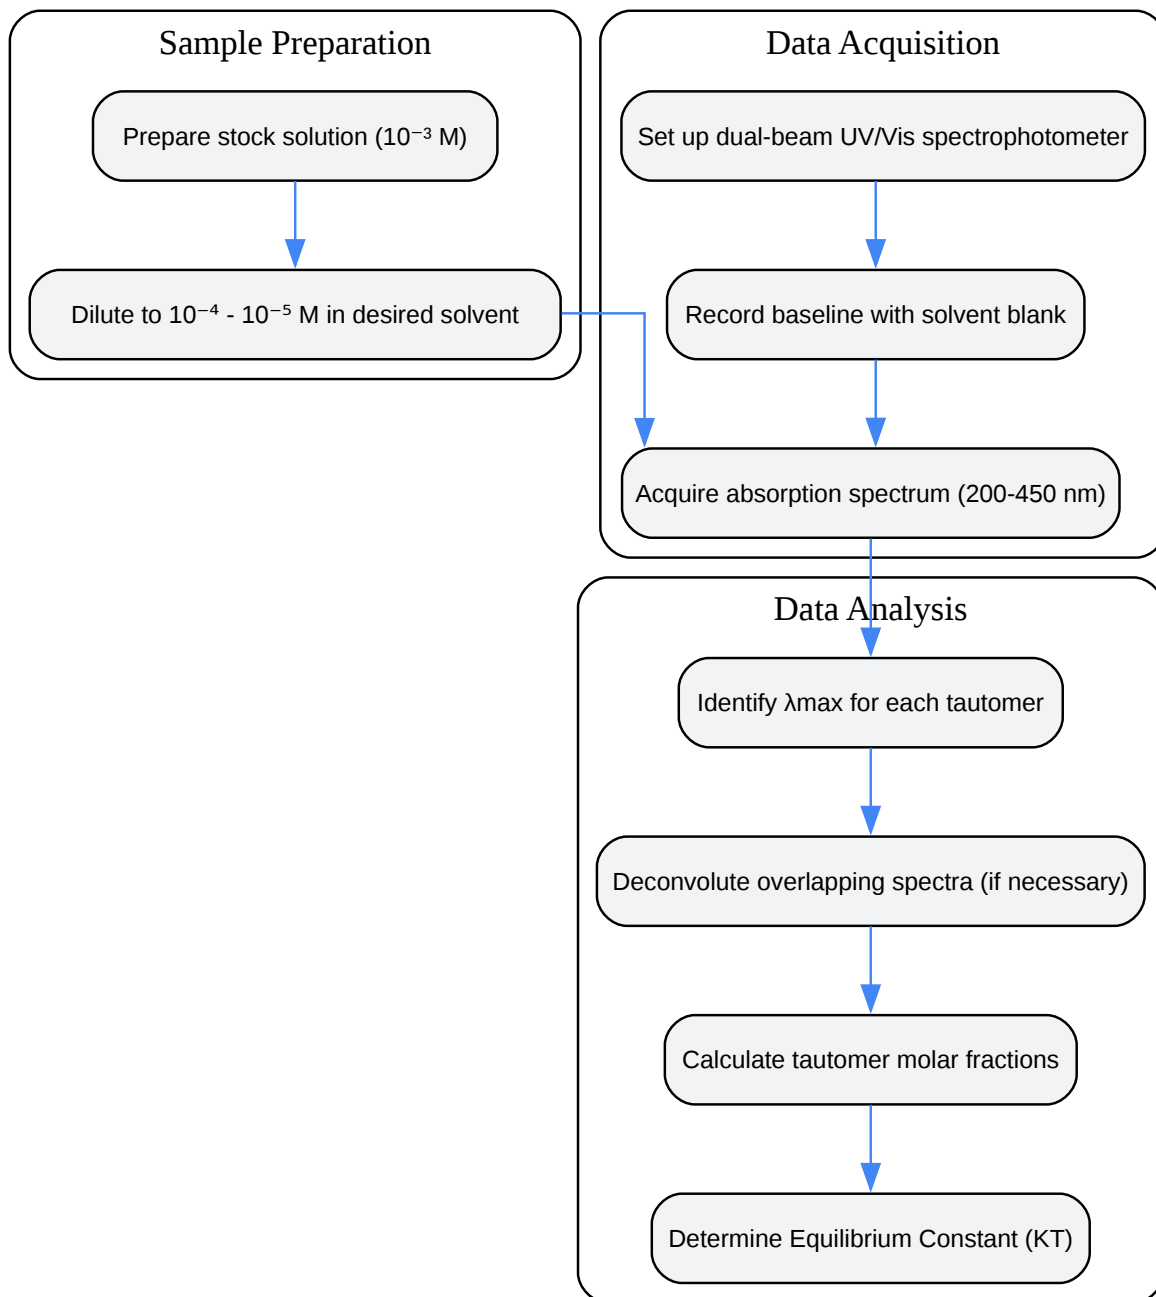 Sample Preparation
Prepare stock solution (10⁻³ M)
Dilute to 10⁻⁴ - 10⁻⁵ M in desired solvent
Data Acquisition
Set up dual-beam UV/Vis spectrophotometer
Record baseline with solvent blank
Acquire absorption spectrum (200-450 nm)
Data Analysis
Identify λmax for each tautomer
Deconvolute overlapping spectra (if necessary)
Calculate tautomer molar fractions
Determine Equilibrium Constant (KT)